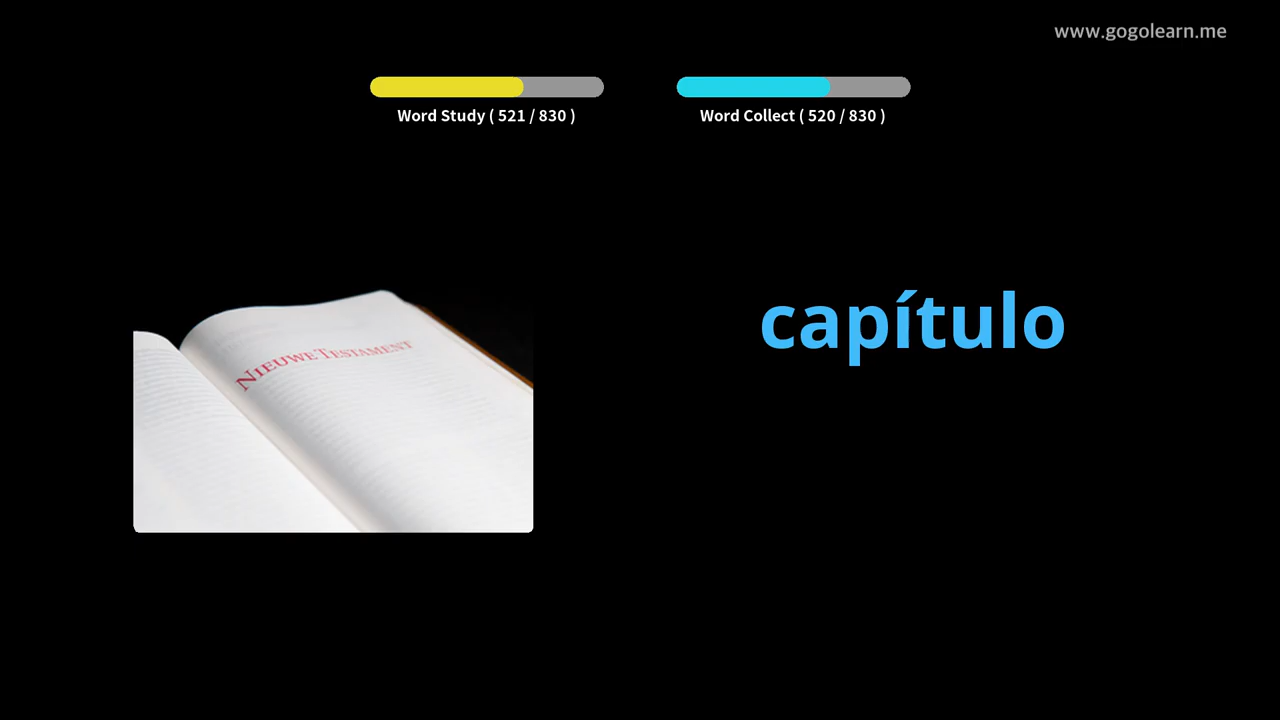 www.gogolearn.me
Word Study ( 521 / 830 )
Word Collect ( 520 / 830 )
capítulo
NIEUWE TESTAMENT